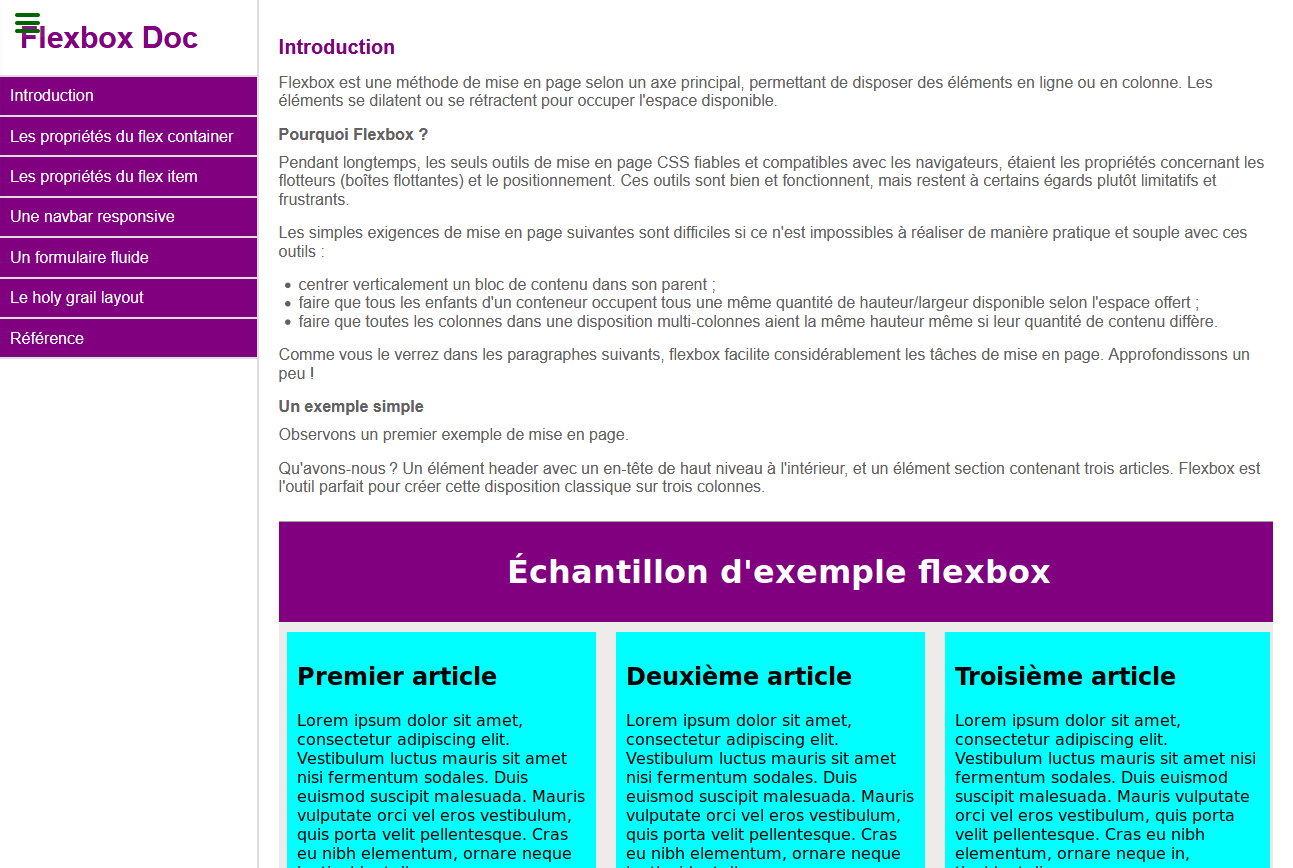 Flexbox Doc
Introduction
Les propriétés du flex container
Les propriétés du flex item
Une navbar responsive
Un formulaire fluide
Le holy grail layout
Référence
Introduction
Flexbox est une méthode de mise en page selon un axe principal, permettant de disposer des éléments en ligne ou en colonne. Les
éléments se dilatent ou se rétractent pour occuper l'espace disponible.
Pourquoi Flexbox ?
Pendant longtemps, les seuls outils de mise en page CSS fiables et compatibles avec les navigateurs, étaient les propriétés concernant les
flotteurs (boîtes flottantes) et le positionnement. Ces outils sont bien et fonctionnent, mais restent à certains égards plutôt limitatifs et
frustrants.
Les simples exigences de mise en page suivantes sont difficiles si ce n'est impossibles à réaliser de manière pratique et souple avec ces
outils :
• centrer verticalement un bloc de contenu dans son parent ;
• faire que tous les enfants d'un conteneur occupent tous une même quantité de hauteur/largeur disponible selon l'espace offert ;
• faire que toutes les colonnes dans une disposition multi-colonnes aient la même hauteur même si leur quantité de contenu diffère.
Comme vous le verrez dans les paragraphes suivants, flexbox facilite considérablement les tâches de mise en page. Approfondissons un
peu !
Un exemple simple
Observons un premier exemple de mise en page.
Qu'avons-nous ? Un élément header avec un en-tête de haut niveau à l'intérieur, et un élément section contenant trois articles. Flexbox est
l'outil parfait pour créer cette disposition classique sur trois colonnes.
Échantillon d'exemple flexbox
Premier article
Lorem ipsum dolor sit amet,
consectetur adipiscing elit.
Vestibulum luctus mauris sit amet
nisi fermentum sodales. Duis
euismod suscipit malesuada. Mauris
vulputate orci vel eros vestibulum,
quis porta velit pellentesque. Cras
eu nibh elementum, ornare neque
Deuxième article
Lorem ipsum dolor sit amet,
consectetur adipiscing elit.
Vestibulum luctus mauris sit amet
nisi fermentum sodales. Duis
euismod suscipit malesuada. Mauris
vulputate orci vel eros vestibulum,
quis porta velit pellentesque. Cras
eu nibh elementum, ornare neque
Troisième article
Lorem ipsum dolor sit amet,
consectetur adipiscing elit.
Vestibulum luctus mauris sit amet nisi
fermentum sodales. Duis euismod
suscipit malesuada. Mauris vulputate
orci vel eros vestibulum, quis porta
velit pellentesque. Cras eu nibh
elementum, ornare neque in,